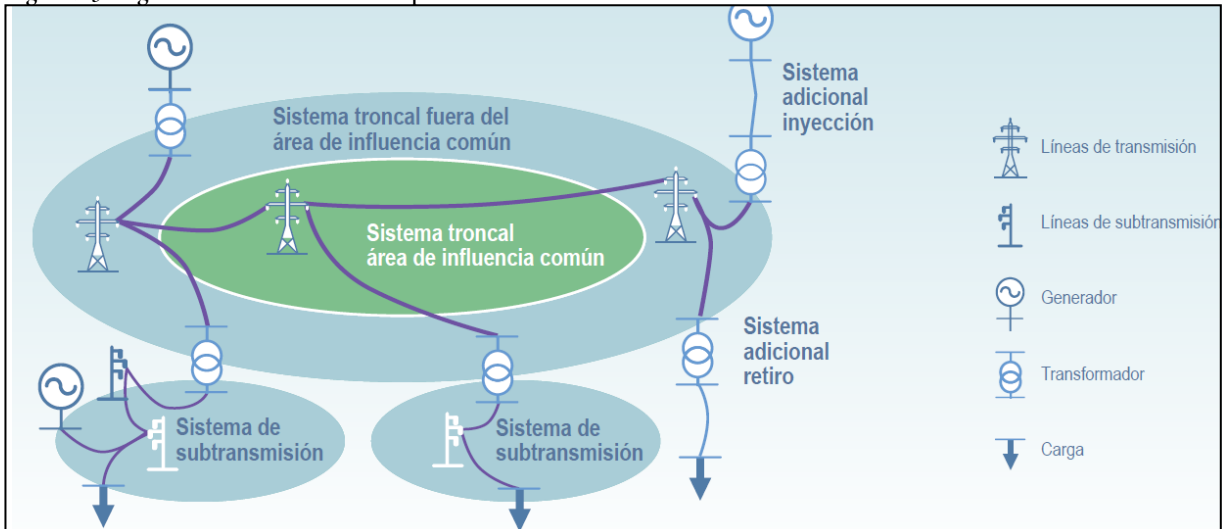 Sistema troncal fuera del
área de influencia común
Sistema
adicional
inyección
Sistema troncal
área de influencia común
Sistema
adicional
retiro
Sistema de
subtransmisión
Sistema de
subtransmisión
Líneas de transmisión
Líneas de subtransmisión
Generador
Transformador
Carga